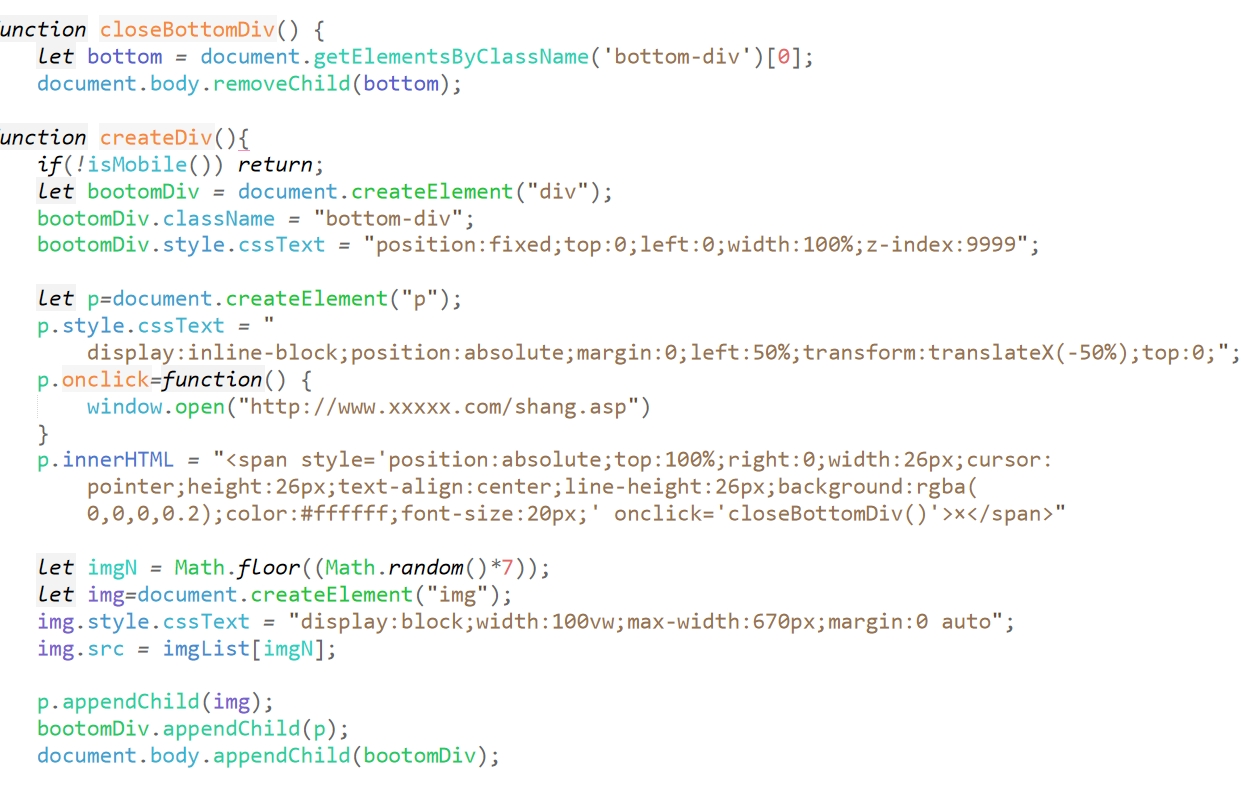 unction closeBottomDiv() {
let bottom = document.getElementsByClassName('bottom-div')[0];
document.body.removeChild(bottom);
unction createDiv(){
if(!isMobile()) return;
let bootomDiv = document.createElement("div");
bootomDiv.className = "bottom-div";
bootomDiv.style.cssText = "position:fixed;top:0;left:0;width:100%;z-index:9999";
let p=document.createElement("p");
p.style.cssText = "
display:inline-block;position:absolute;margin:0;left:50%;transform:translateX(-50%);top:0;";
p.onclick=function() {
window.open("http://www.xxxxx.com/shang.asp")
}
p.innerHTML = "<span style='position:absolute;top:100%;right:0;width:26px;cursor:
pointer;height:26px;text-align:center;line-height:26px;background:rgba(
0,0,0,0.2);color:#ffffff;font-size:20px;' onclick='closeBottomDiv()'>×</span>"
let imgN = Math.floor((Math.random()*7));
let img=document.createElement("img");
img.style.cssText = "display:block;width:100vw;max-width:670px;margin:0 auto";
img.src = imgList[imgN];
p.appendChild(img);
bootomDiv.appendChild(p);
document.body.appendChild(bootomDiv);